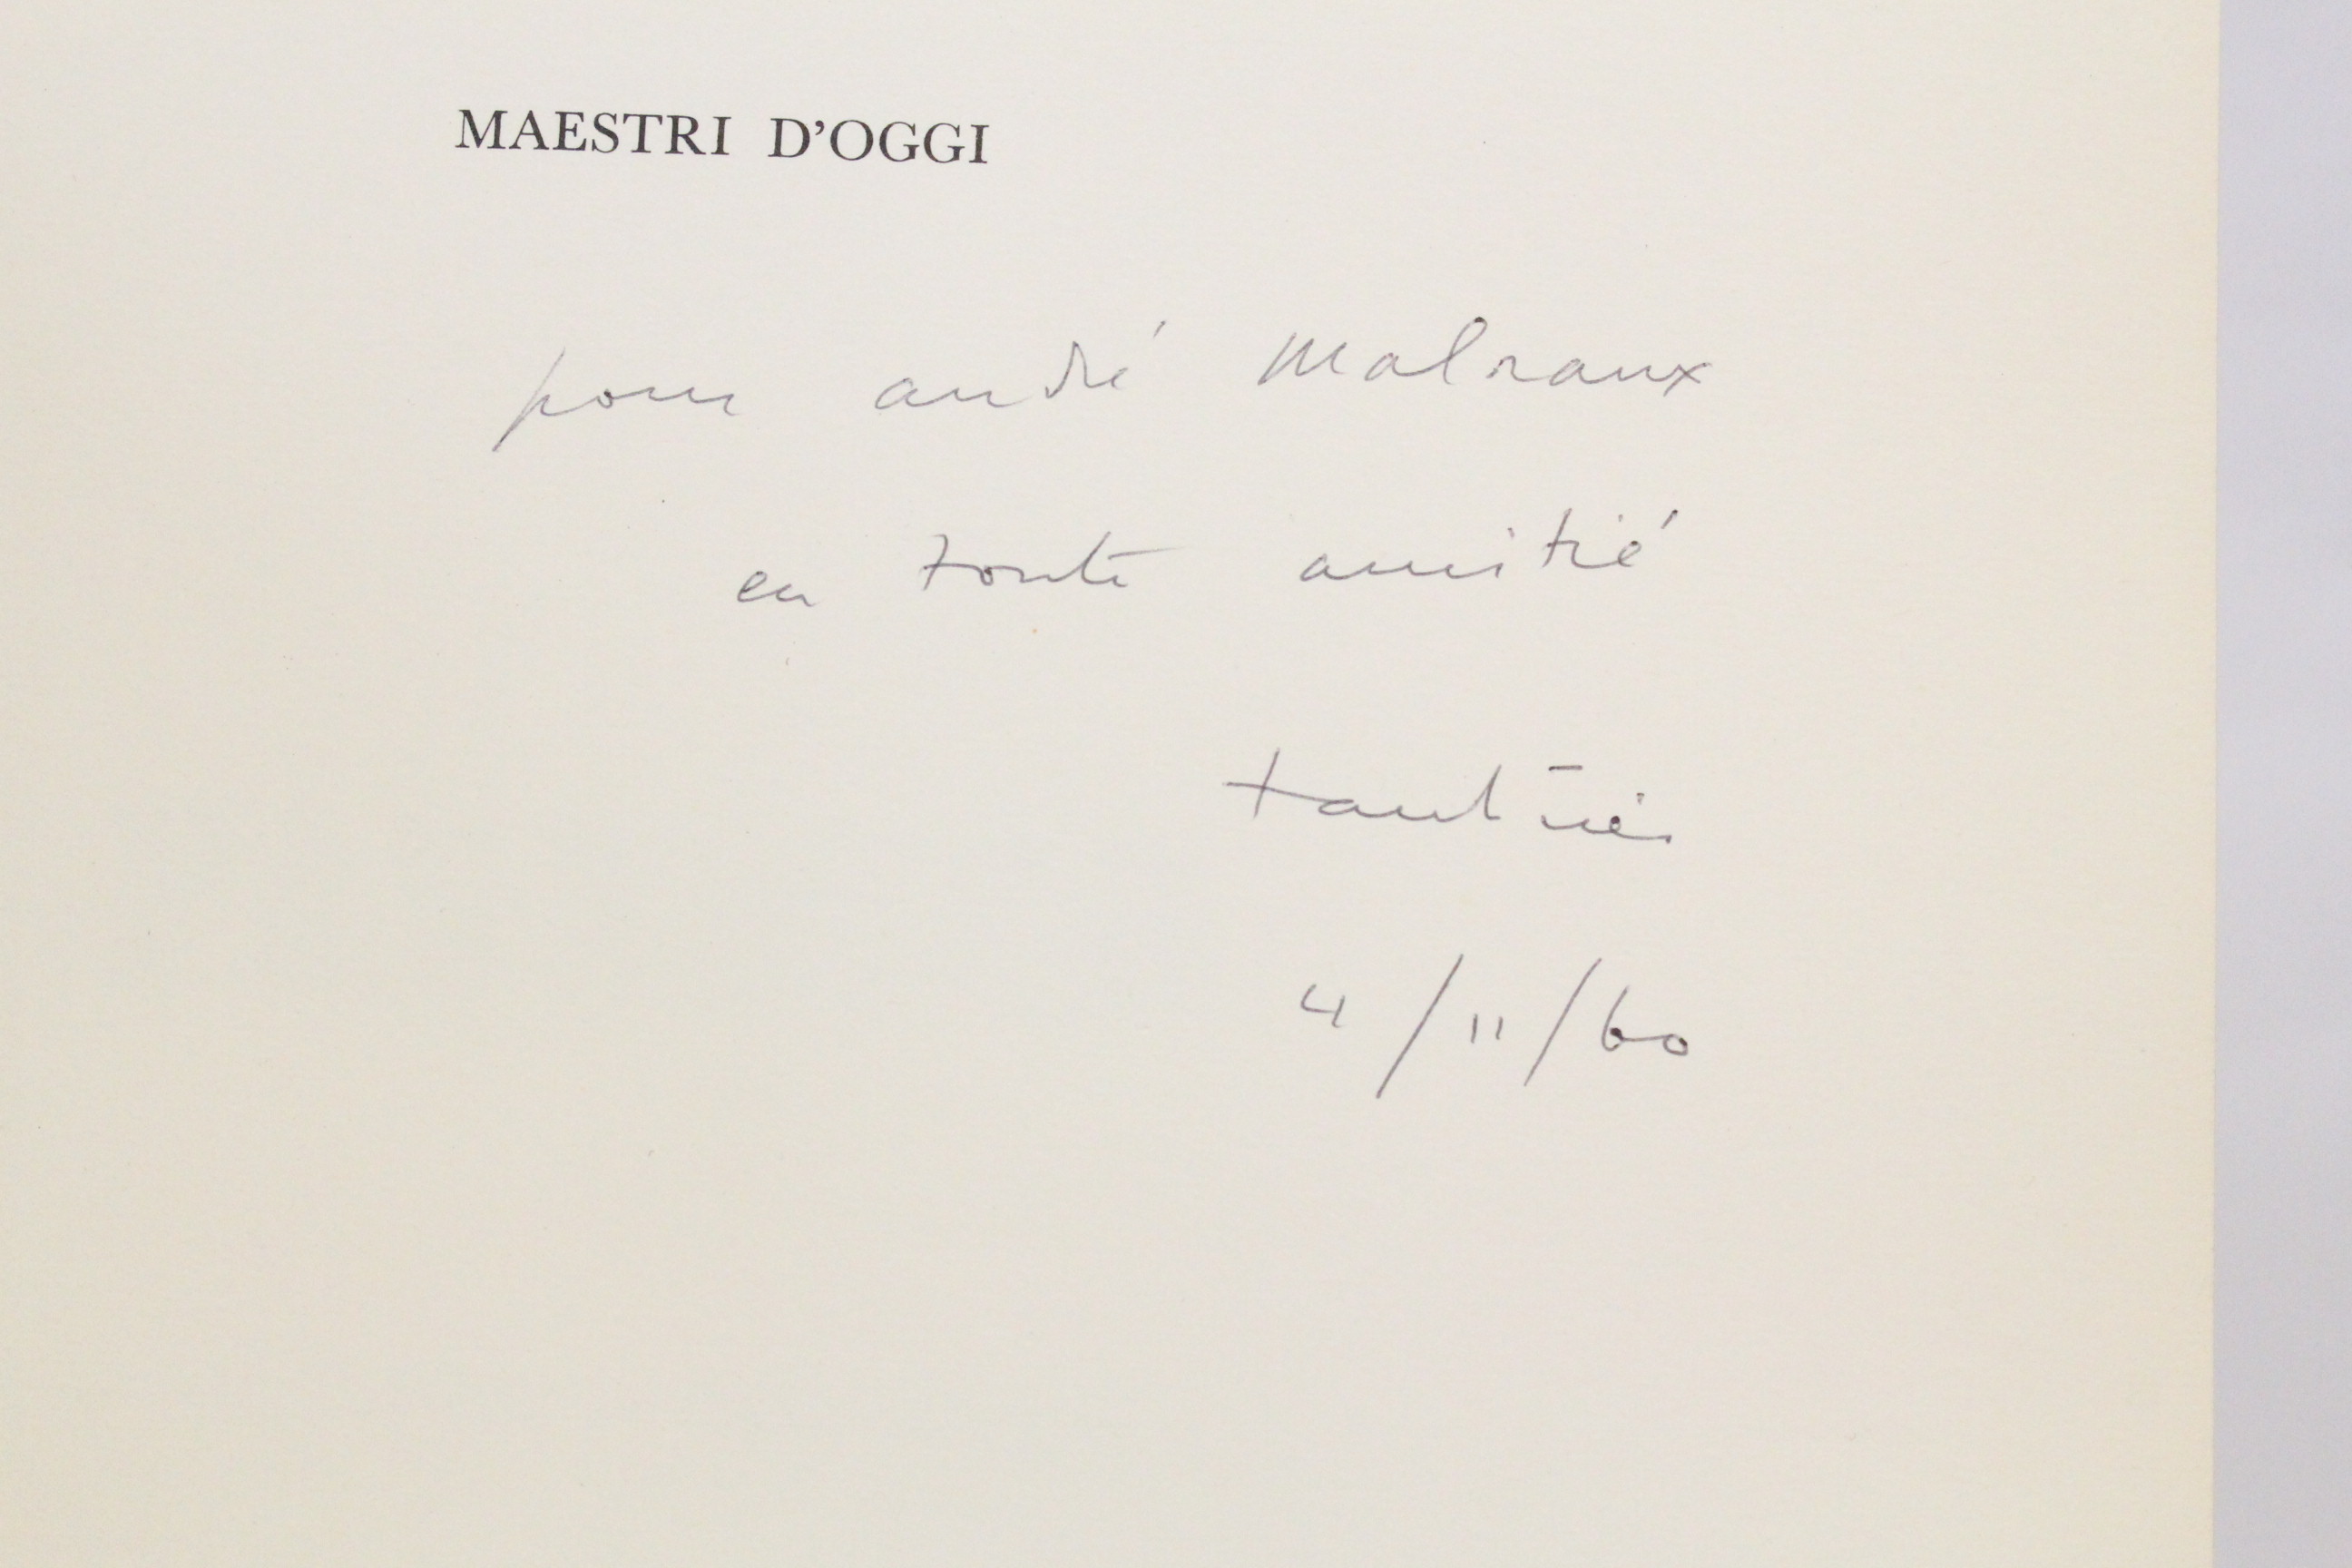 MAESTRI D'OGGI
pour andré Malraux
en toute amitié
Fautrier
4/11/60